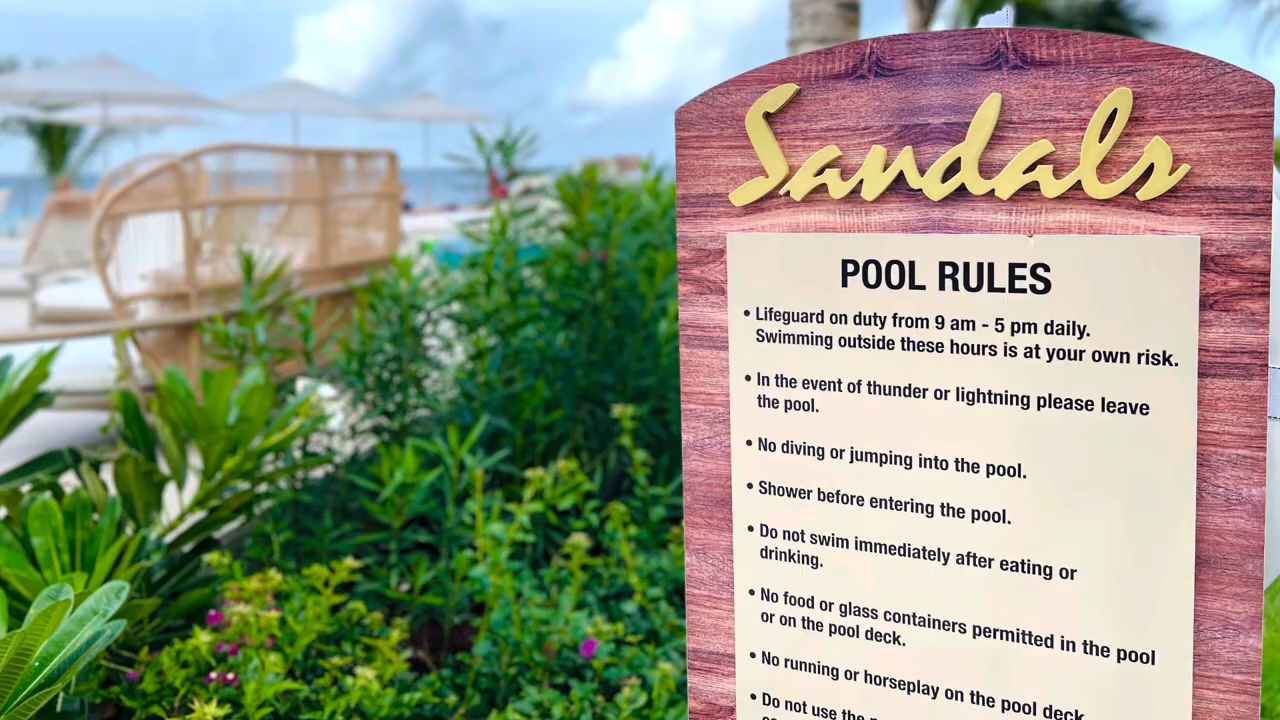 Sandals
POOL RULES
• Lifeguard on duty from 9 am - 5 pm daily.
Swimming outside these hours is at your own risk.
• In the event of thunder or lightning please leave
the pool.
• No diving or jumping into the pool.
• Shower before entering the pool.
• Do not swim immediately after eating or
drinking.
• No food or glass containers permitted in the pool
or on the pool deck.
• No running or horseplay on the pool deck
• Do not use the